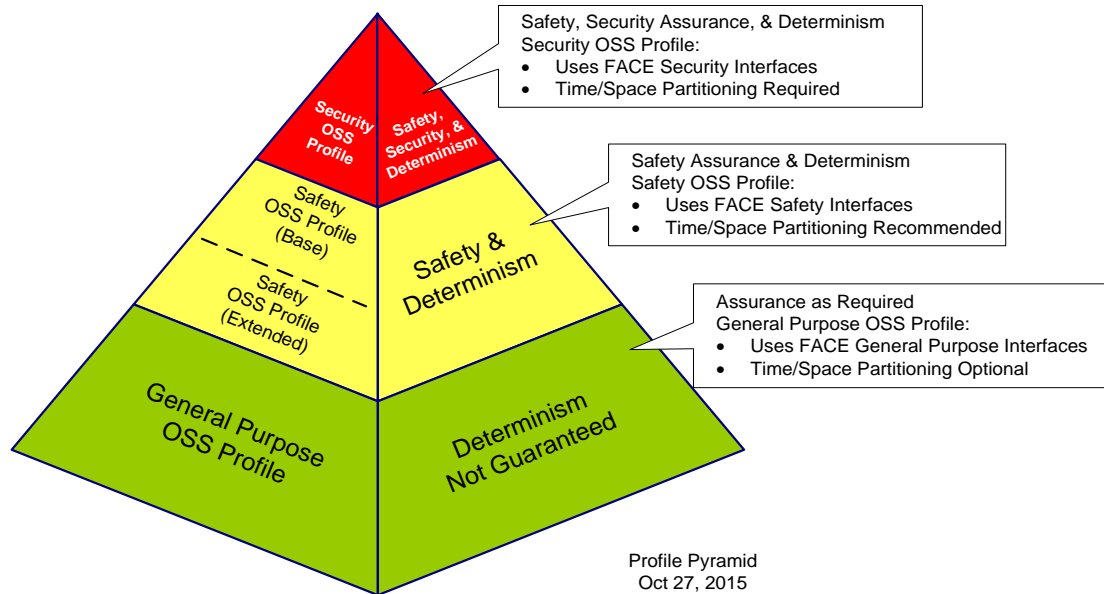 Safety, Security Assurance, & Determinism
Security OSS Profile:
• Uses FACE Security Interfaces
• Time/Space Partitioning Required
Security
OSS
Profile
Safety,
Security, &
Determinism
Safety Assurance & Determinism
Safety OSS Profile:
• Uses FACE Safety Interfaces
• Time/Space Partitioning Recommended
Safety
OSS Profile
(Base)
Safety
OSS Profile
(Extended)
Safety &
Determinism
Assurance as Required
General Purpose OSS Profile:
• Uses FACE General Purpose Interfaces
• Time/Space Partitioning Optional
General Purpose
OSS Profile
Determinism
Not Guaranteed
Profile Pyramid
Oct 27, 2015